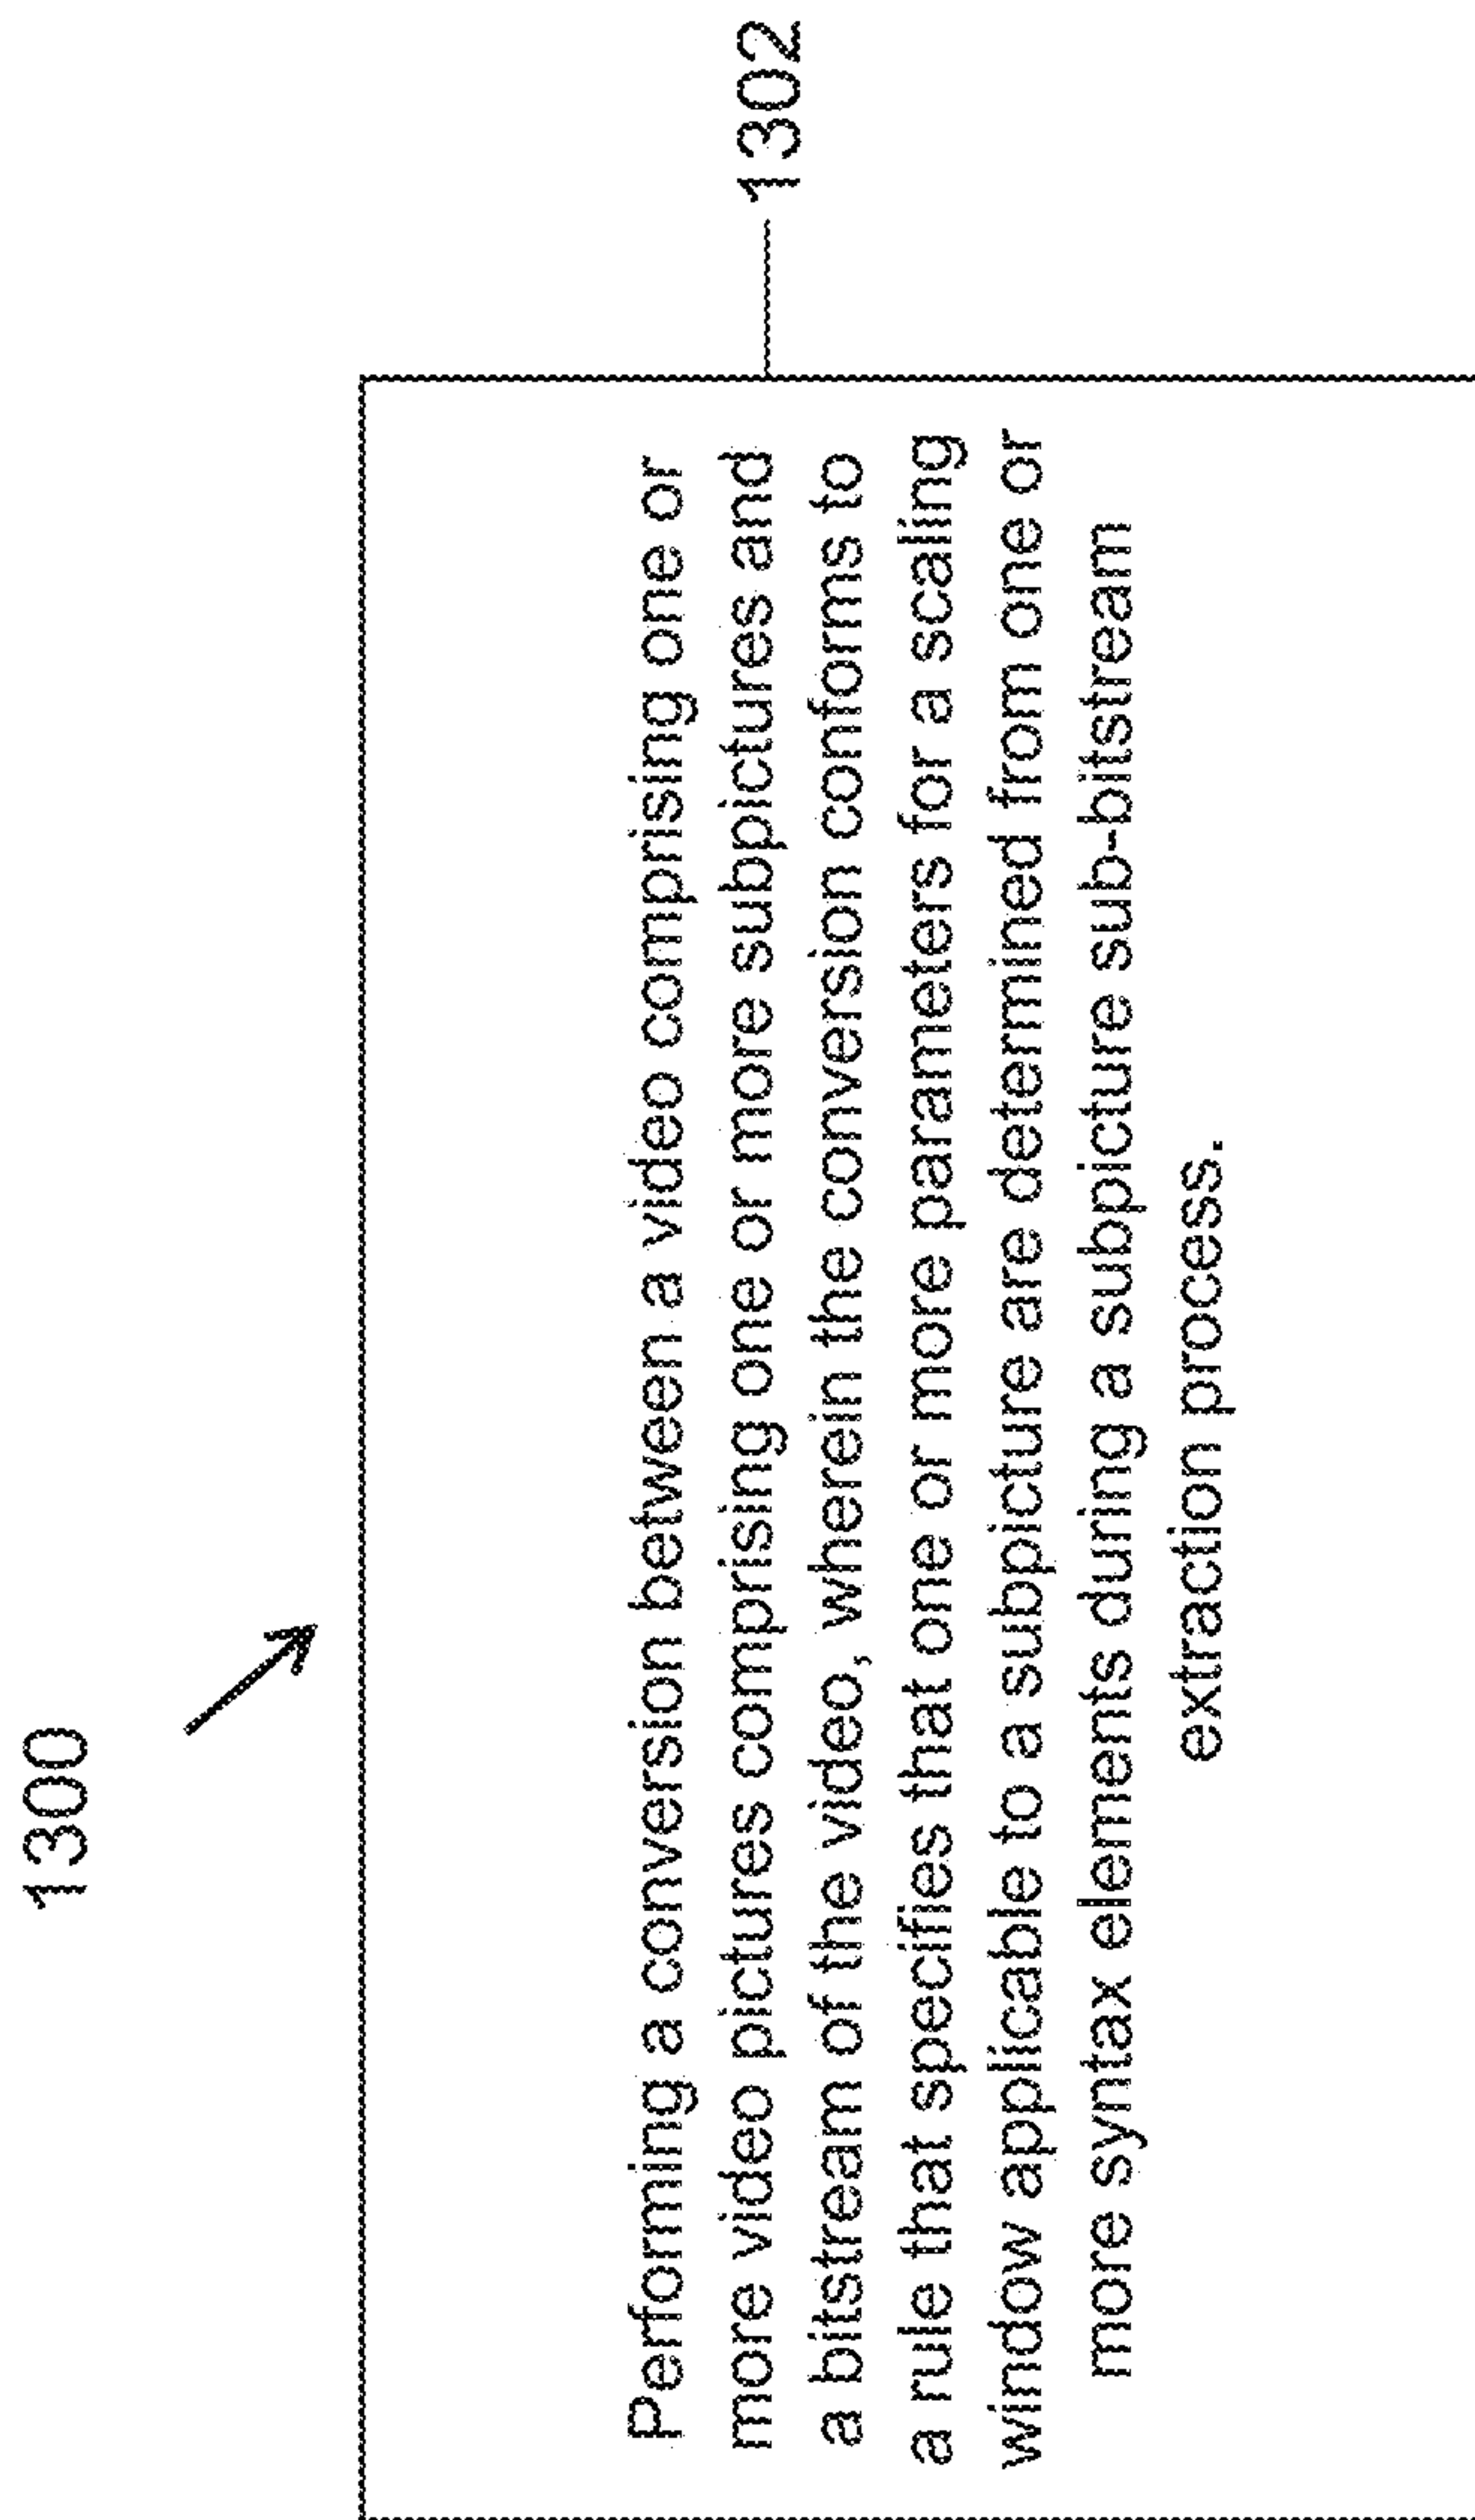 1300
Performing a conversion between a video comprising one or
more video pictures comprising one or more subpictures and
a bitstream of the video, wherein the conversion conforms to
a rule that specifies that one or more parameters for a scaling
window applicable to a subpicture are determined from one or
more syntax elements during a subpicture sub-bitstream
extraction process.
1302